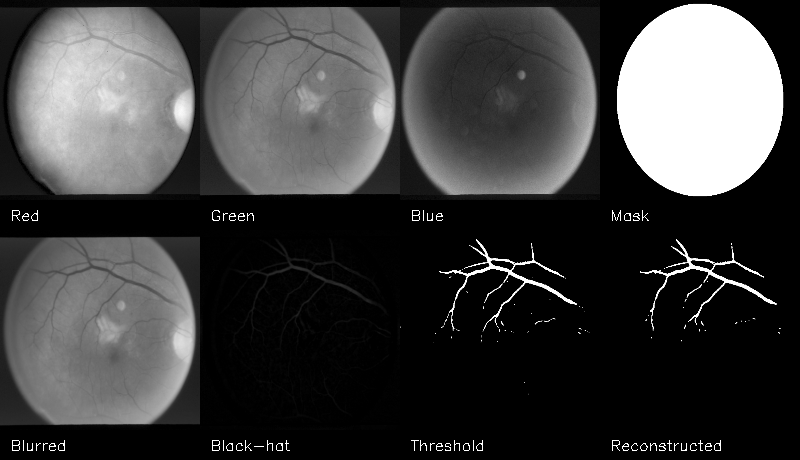 Red
Green
Blue
Mask
Blurred
Black-hat
Threshold
Reconstructed